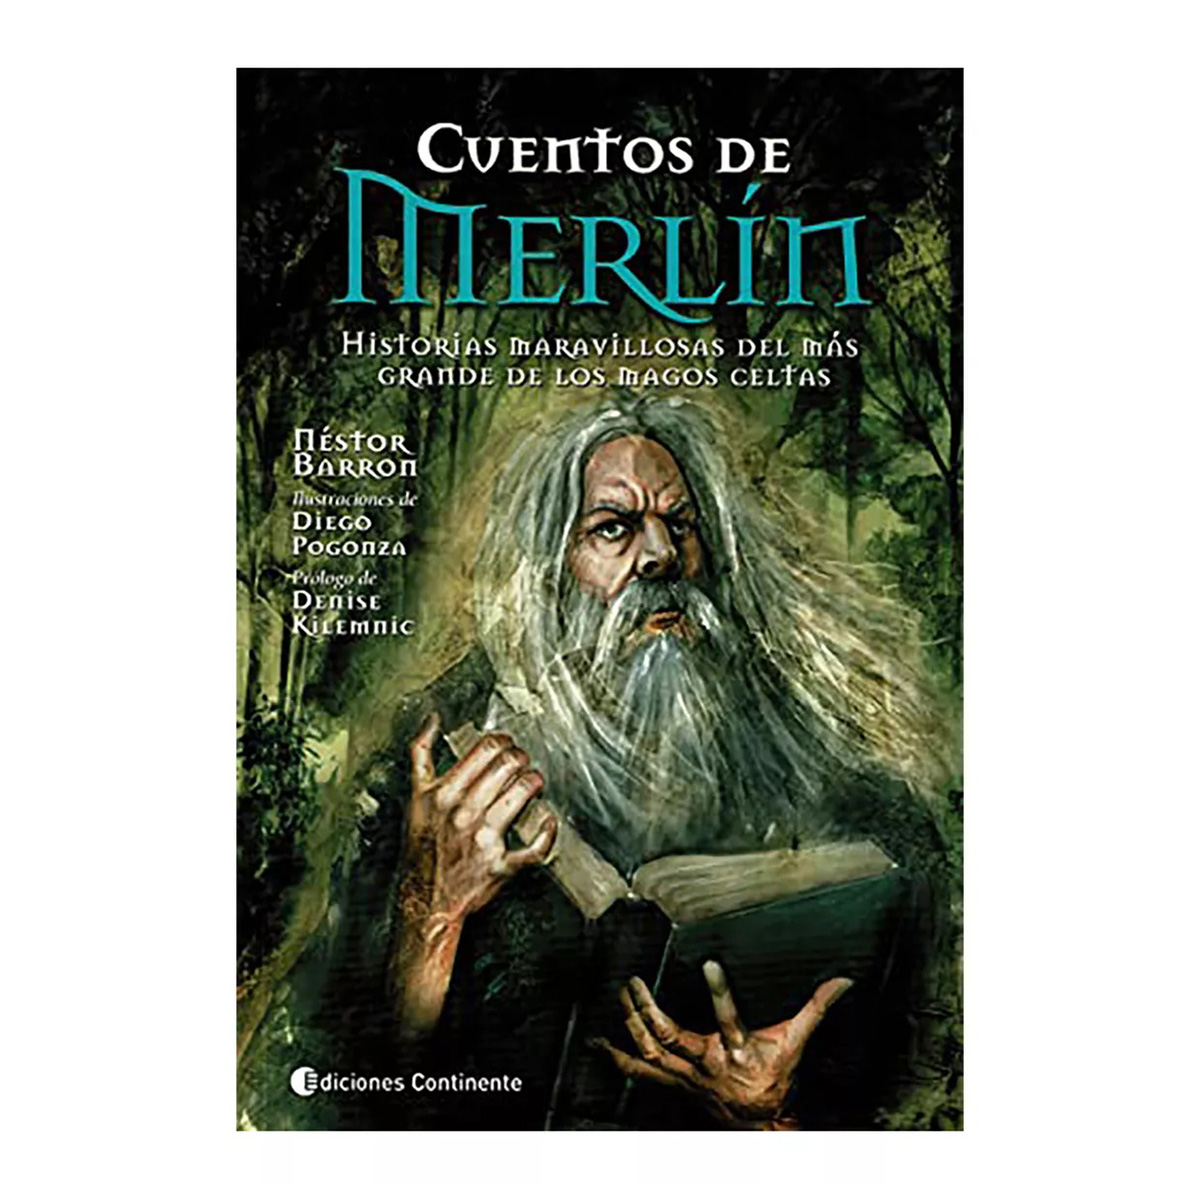 Cuentos de
Merlín
Historias maravillosas del más
grande de los magos celtas
Néstor
Barron
Ilustraciones de
Diego
Pogonza
Prólogo de
Denise
Kilemnic
Ediciones Continente